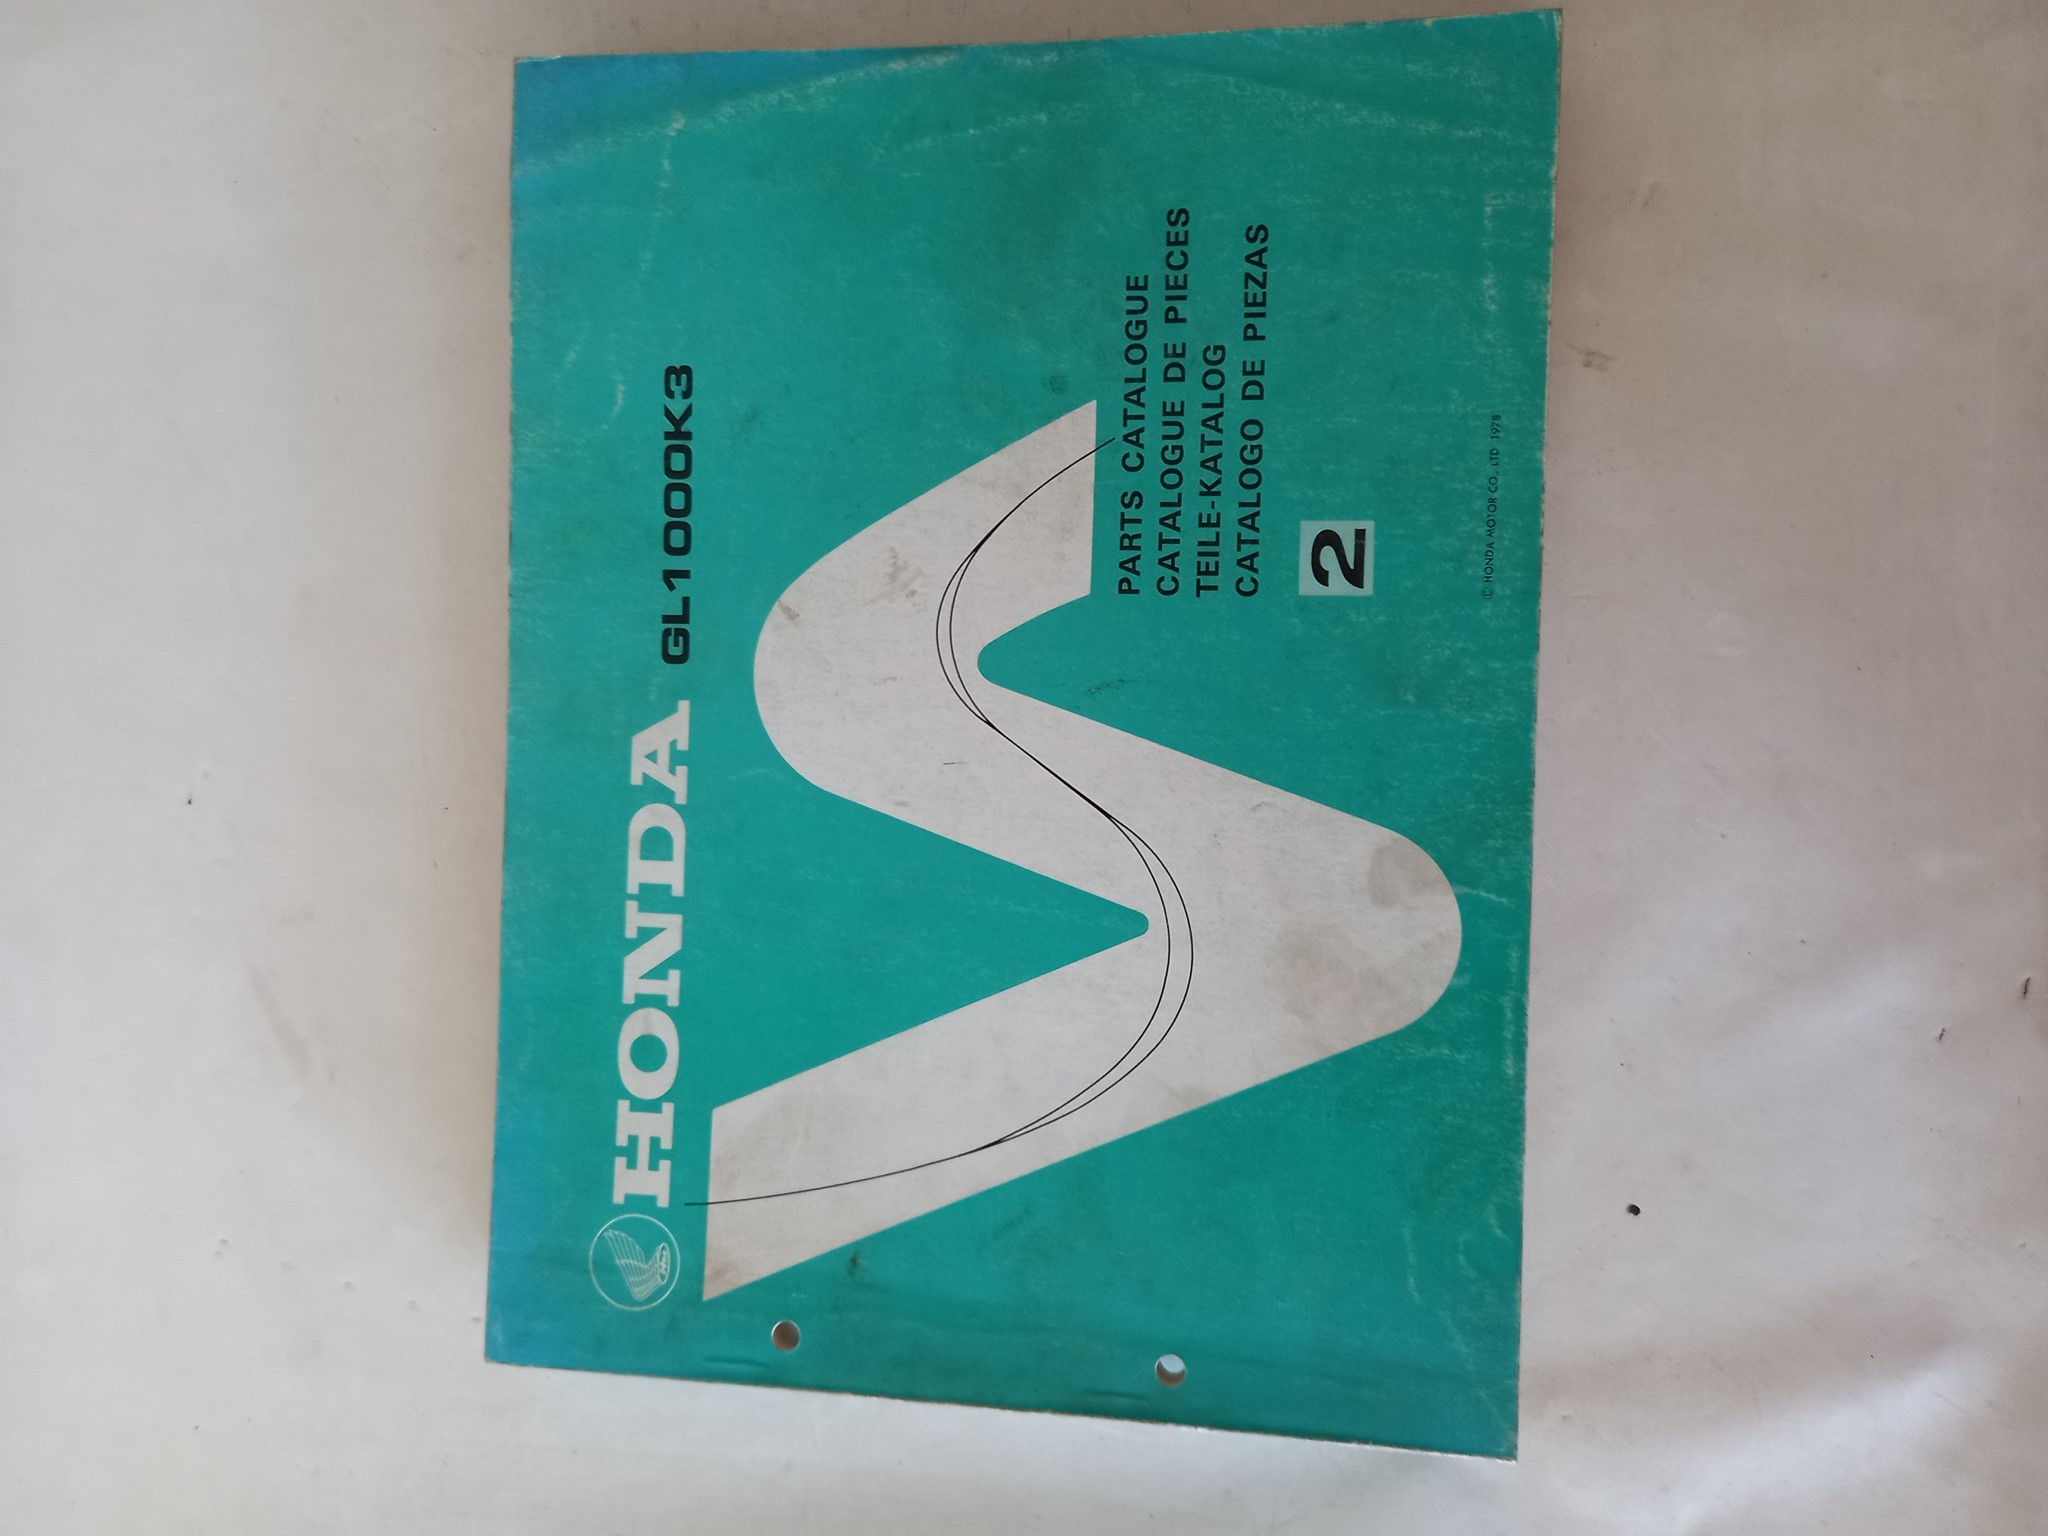 HONDA GL1000K3
PARTS CATALOGUE
CATALOGUE DE PIECES
TEILE-KATALOG
CATALOGO DE PIEZAS
2
© HONDA MOTOR CO., LTD 1978